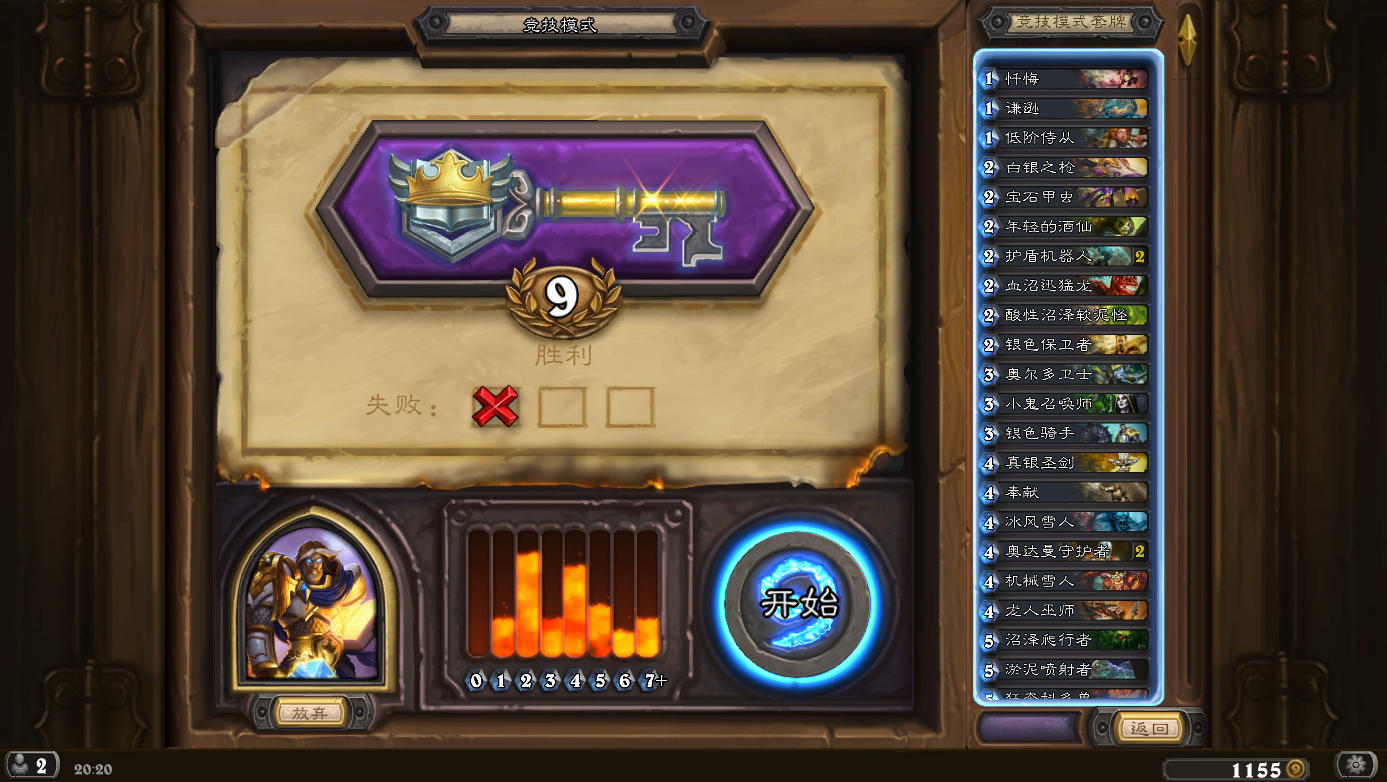 竞技模式
9
胜利
失败：
0 1 2 3 4 5 6 7+
开始
放弃
竞技模式套牌
1 忏悔
1 谦逊
1 低阶侍从
2 白银之枪
2 宝石甲虫
2 年轻的酒仙
2 护盾机器人 2
2 血沼迅猛龙
2 酸性沼泽软泥怪
2 银色保卫者
3 奥尔多卫士
3 小鬼召唤师
3 银色骑手
4 真银圣剑
4 奉献
4 冰风雪人
4 奥达曼守护者 2
4 机械雪人
4 龙人巫师
5 沼泽爬行者
5 淤泥喷射者
返回
2
20:20
1155